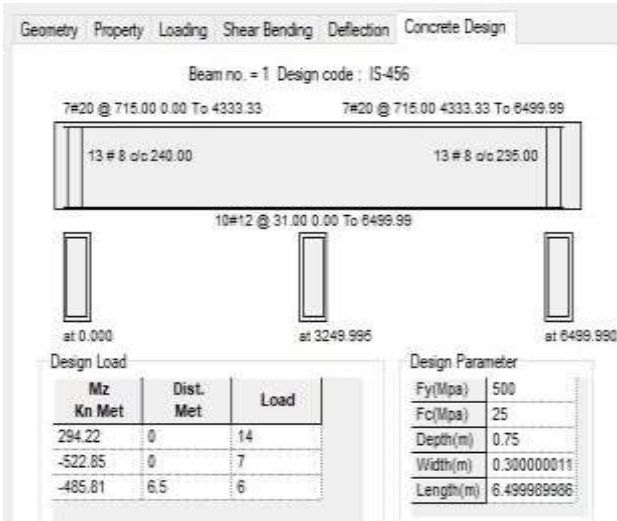 Geometry Property Loading Shear Bending Deflection Concrete Design
Beam no. = 1 Design code : IS-456
7#20 @ 715.00 0.00 To 4333.33 7#20 @ 715.00 4333.33 To 6499.99
13 # 8 c/c 240.00 13 # 8 c/c 235.00
10#12 @ 31.00 0.00 To 6499.99
at 0.000 at 3249.995 at 6499.990
Design Load Design Parameter
Mz Kn Met Dist. Met Load
294.22 0 14
-522.85 0 7
-485.81 6.5 6
Fy(Mpa) 500
Fc(Mpa) 25
Depth(m) 0.75
Width(m) 0.300000011
Length(m) 6.499989986